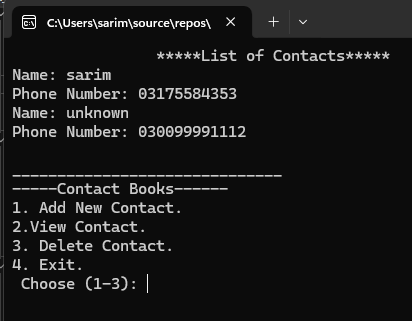 C:\Users\sarim\source\repos\
*****List of Contacts*****
Name: sarim
Phone Number: 03175584353
Name: unknown
Phone Number: 030099991112
______________________________
-----Contact Books------
1. Add New Contact.
2.View Contact.
3. Delete Contact.
4. Exit.
Choose (1-3):